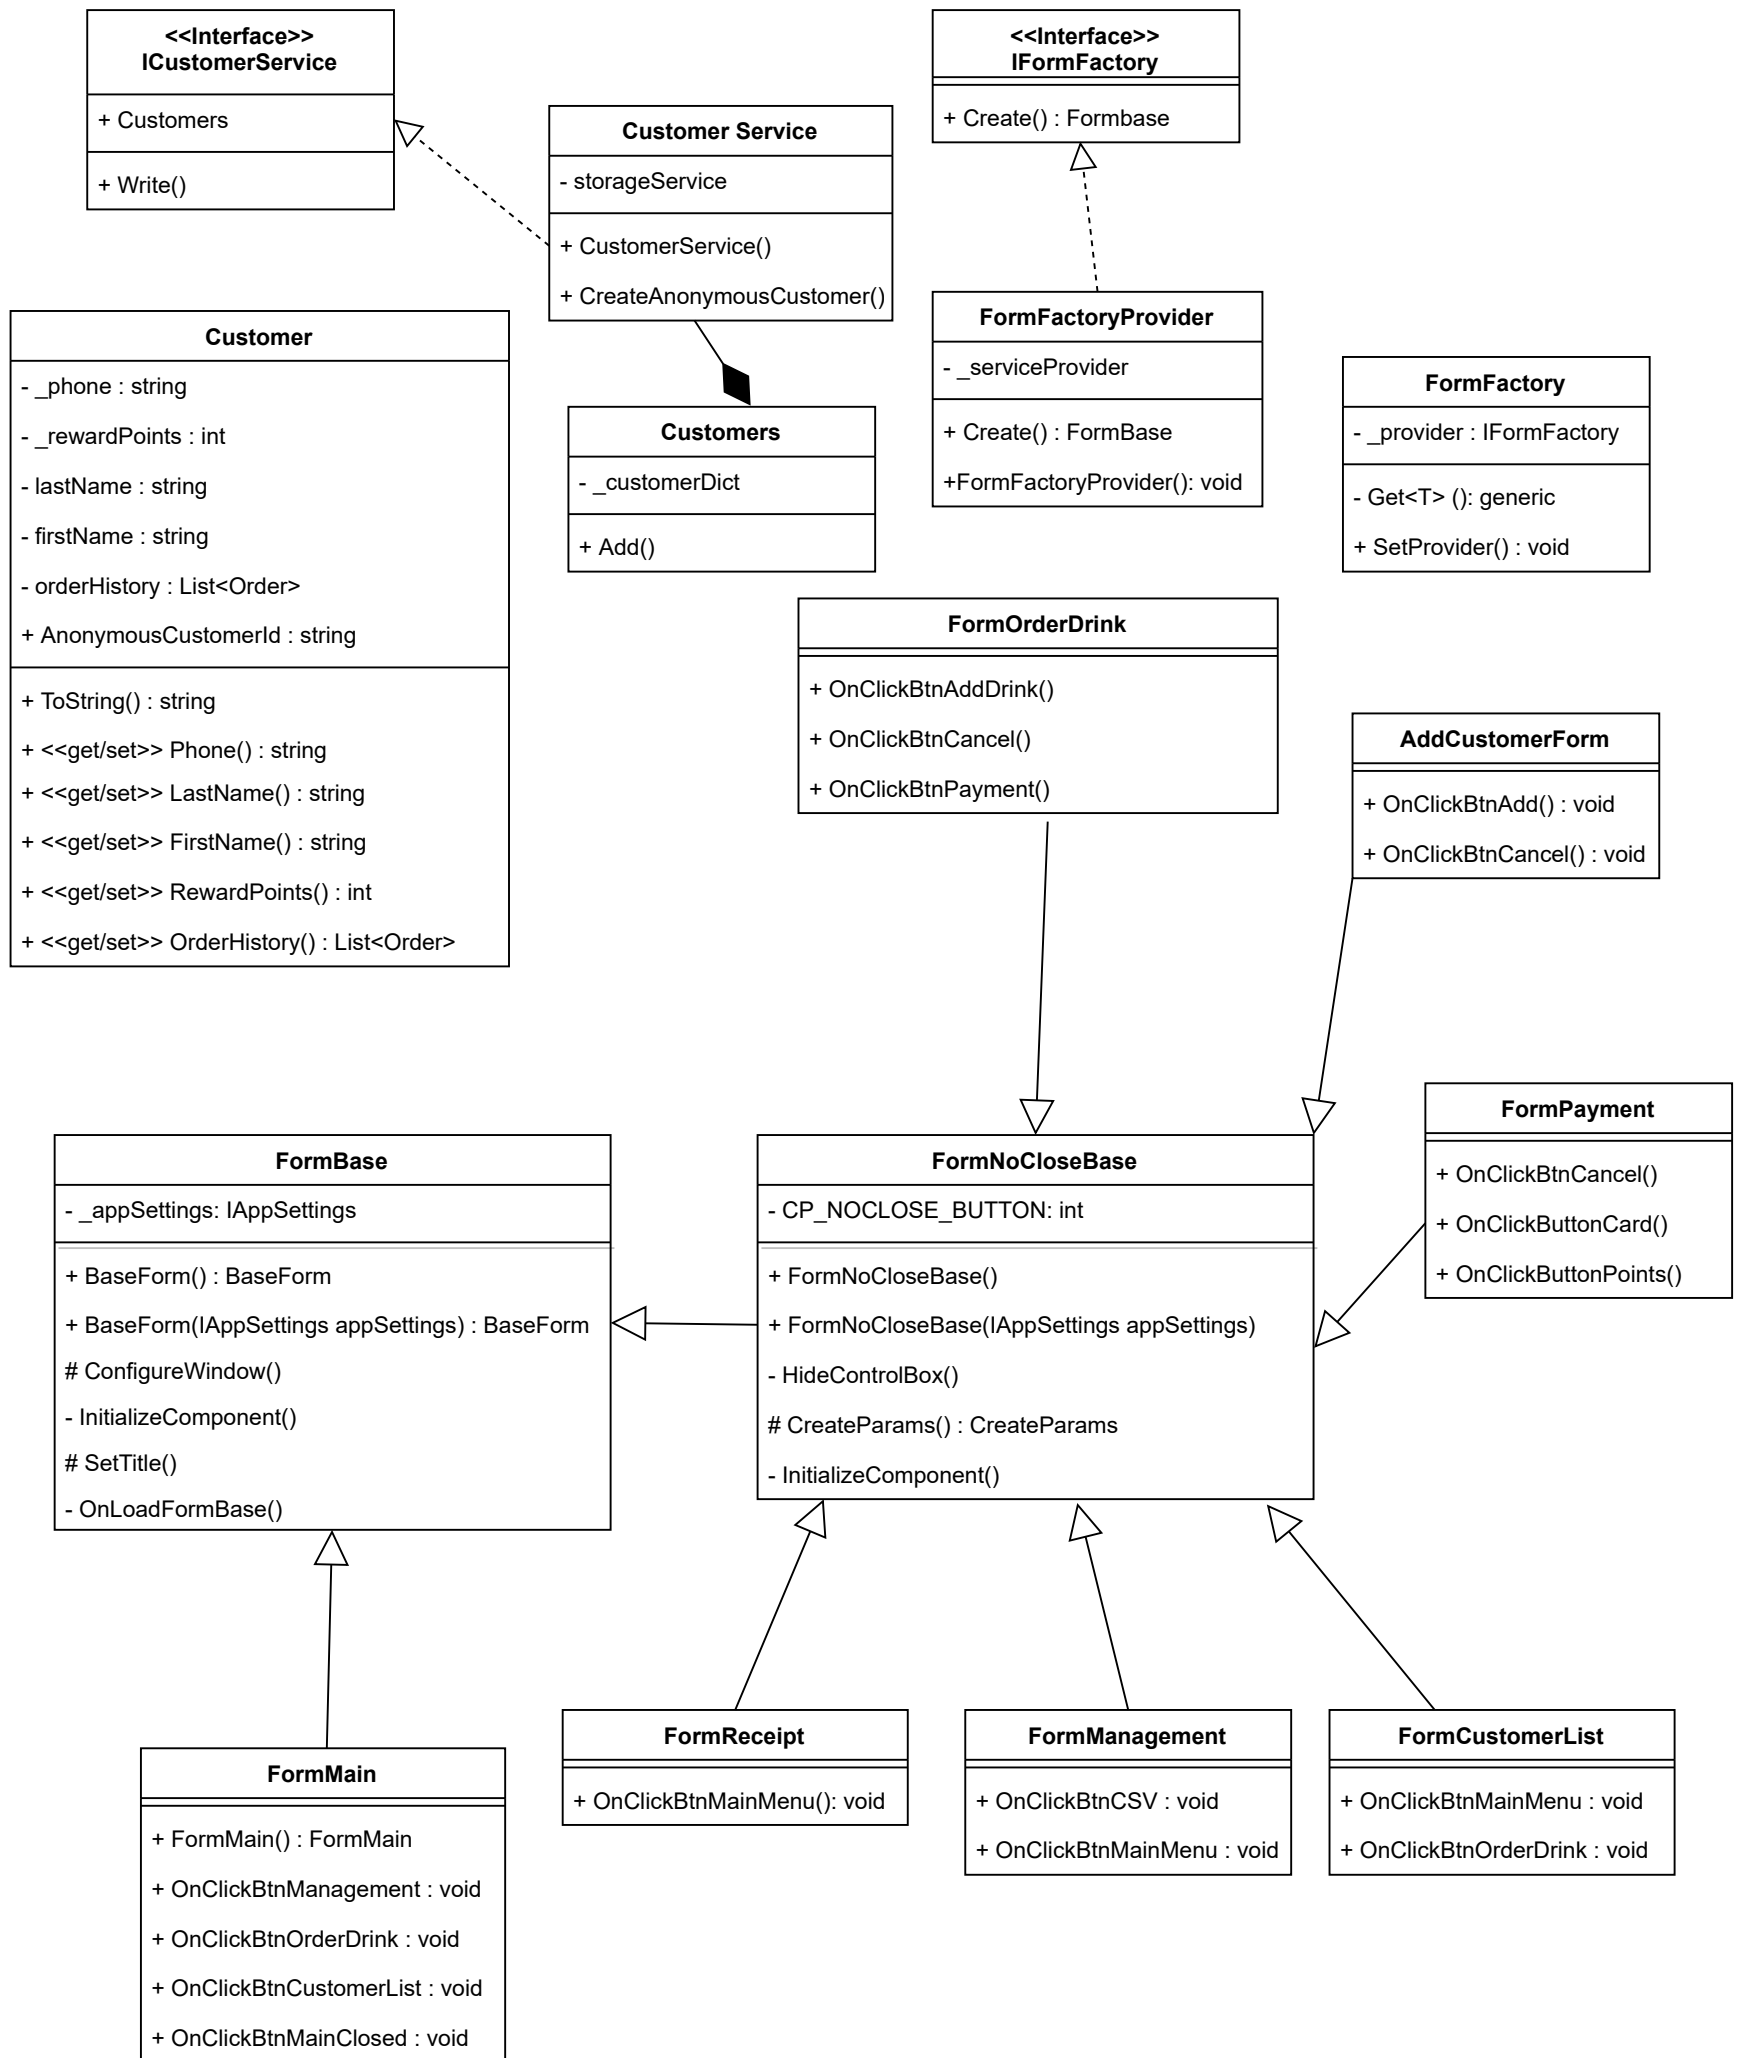 <<Interface>>
ICustomerService
+ Customers
+ Write()
<<Interface>>
IFormFactory
+ Create() : Formbase
Customer Service
- storageService
+ CustomerService()
+ CreateAnonymousCustomer()
Customer
- _phone : string
- _rewardPoints : int
- lastName : string
- firstName : string
- orderHistory : List<Order>
+ AnonymousCustomerId : string
+ ToString() : string
+ <<get/set>> Phone() : string
+ <<get/set>> LastName() : string
+ <<get/set>> FirstName() : string
+ <<get/set>> RewardPoints() : int
+ <<get/set>> OrderHistory() : List<Order>
Customers
- _customerDict
+ Add()
FormFactoryProvider
- _serviceProvider
+ Create() : FormBase
+FormFactoryProvider(): void
FormFactory
- _provider : IFormFactory
- Get<T> (): generic
+ SetProvider() : void
FormOrderDrink
+ OnClickBtnAddDrink()
+ OnClickBtnCancel()
+ OnClickBtnPayment()
AddCustomerForm
+ OnClickBtnAdd() : void
+ OnClickBtnCancel() : void
FormPayment
+ OnClickBtnCancel()
+ OnClickButtonCard()
+ OnClickButtonPoints()
FormBase
- _appSettings: IAppSettings
+ BaseForm() : BaseForm
+ BaseForm(IAppSettings appSettings) : BaseForm
# ConfigureWindow()
- InitializeComponent()
# SetTitle()
- OnLoadFormBase()
FormNoCloseBase
- CP_NOCLOSE_BUTTON: int
+ FormNoCloseBase()
+ FormNoCloseBase(IAppSettings appSettings)
- HideControlBox()
# CreateParams() : CreateParams
- InitializeComponent()
FormMain
+ FormMain() : FormMain
+ OnClickBtnManagement : void
+ OnClickBtnOrderDrink : void
+ OnClickBtnCustomerList : void
+ OnClickBtnMainClosed : void
FormReceipt
+ OnClickBtnMainMenu(): void
FormManagement
+ OnClickBtnCSV : void
+ OnClickBtnMainMenu : void
FormCustomerList
+ OnClickBtnMainMenu : void
+ OnClickBtnOrderDrink : void